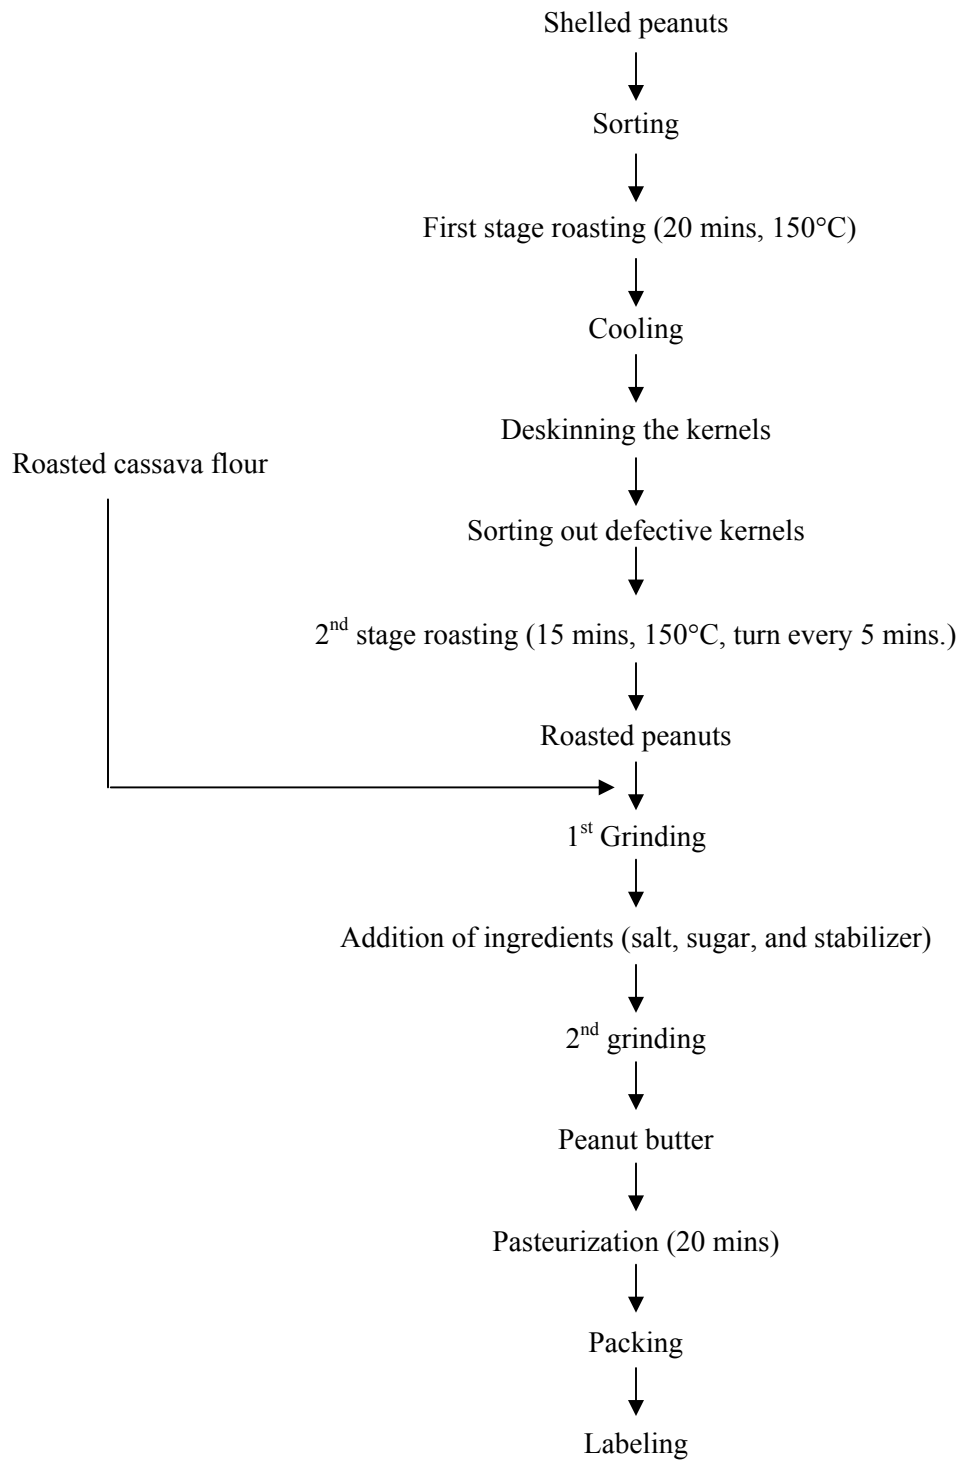 Shelled peanuts
Sorting
First stage roasting (20 mins, 150°C)
Cooling
Deskinning the kernels
Roasted cassava flour
Sorting out defective kernels
2nd stage roasting (15 mins, 150°C, turn every 5 mins.)
Roasted peanuts
1st Grinding
Addition of ingredients (salt, sugar, and stabilizer)
2nd grinding
Peanut butter
Pasteurization (20 mins)
Packing
Labeling